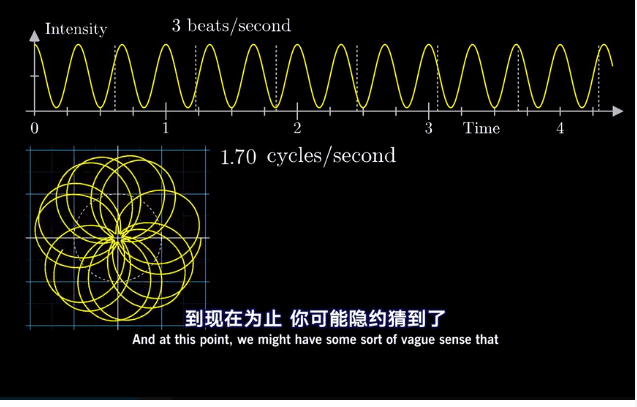 Intensity
3 beats/second
0
1
2
3
Time
4
1.70 cycles/second
到现在为止 你可能隐约猜到了
And at this point, we might have some sort of vague sense that